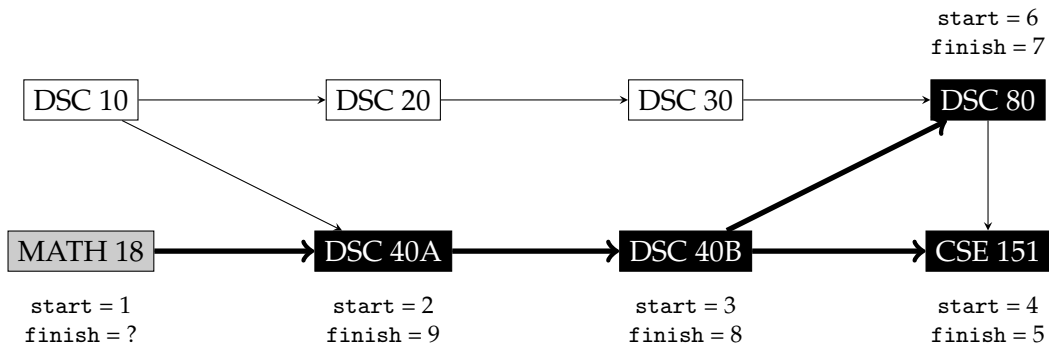 start = 6
finish = 7
DSC 10
DSC 20
DSC 30
DSC 80
MATH 18
DSC 40A
DSC 40B
CSE 151
start = 1
finish = ?
start = 2
finish = 9
start = 3
finish = 8
start = 4
finish = 5